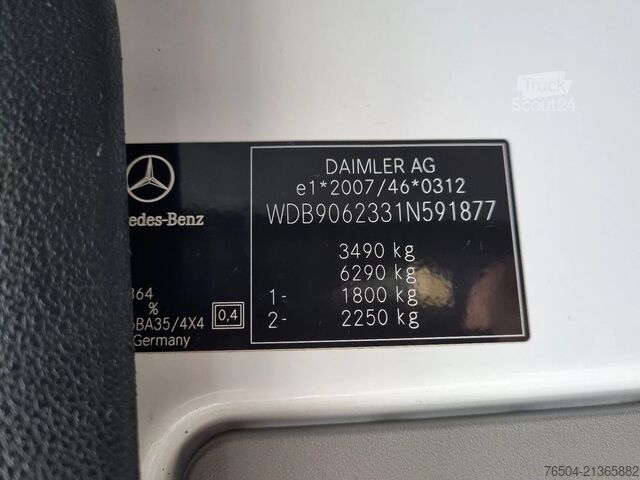 Truck
Scout24
DAIMLER AG
e1*2007/46*0312
WDB9062331N591877
edes-Benz
3490 kg
6290 kg
1- 1800 kg
2- 2250 kg
364
%
BA35/4X4 0,4
Germany
76504-21365882